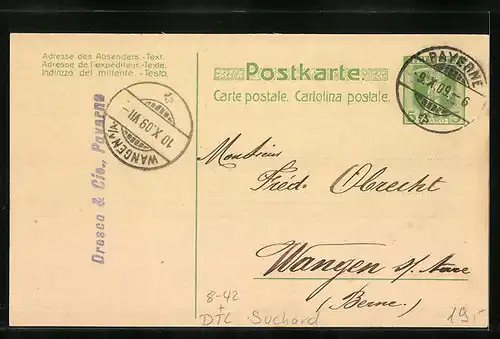 Adresse des Absenders.-Text.
Adresse de l'expéditeur.-Texte.
Indirizzo del mittente.-Testo.
Postkarte
Carte postale. Cartolina postale.
PAYERNE
9.X.09.- 6
WANGEN a/A.
10.X.09.VII.-
& Cie., Payerne
Monsieur
Fréd. Obrecht
Wangen s/ Aare
(Berne.)
8-42
+
DTC Suchard